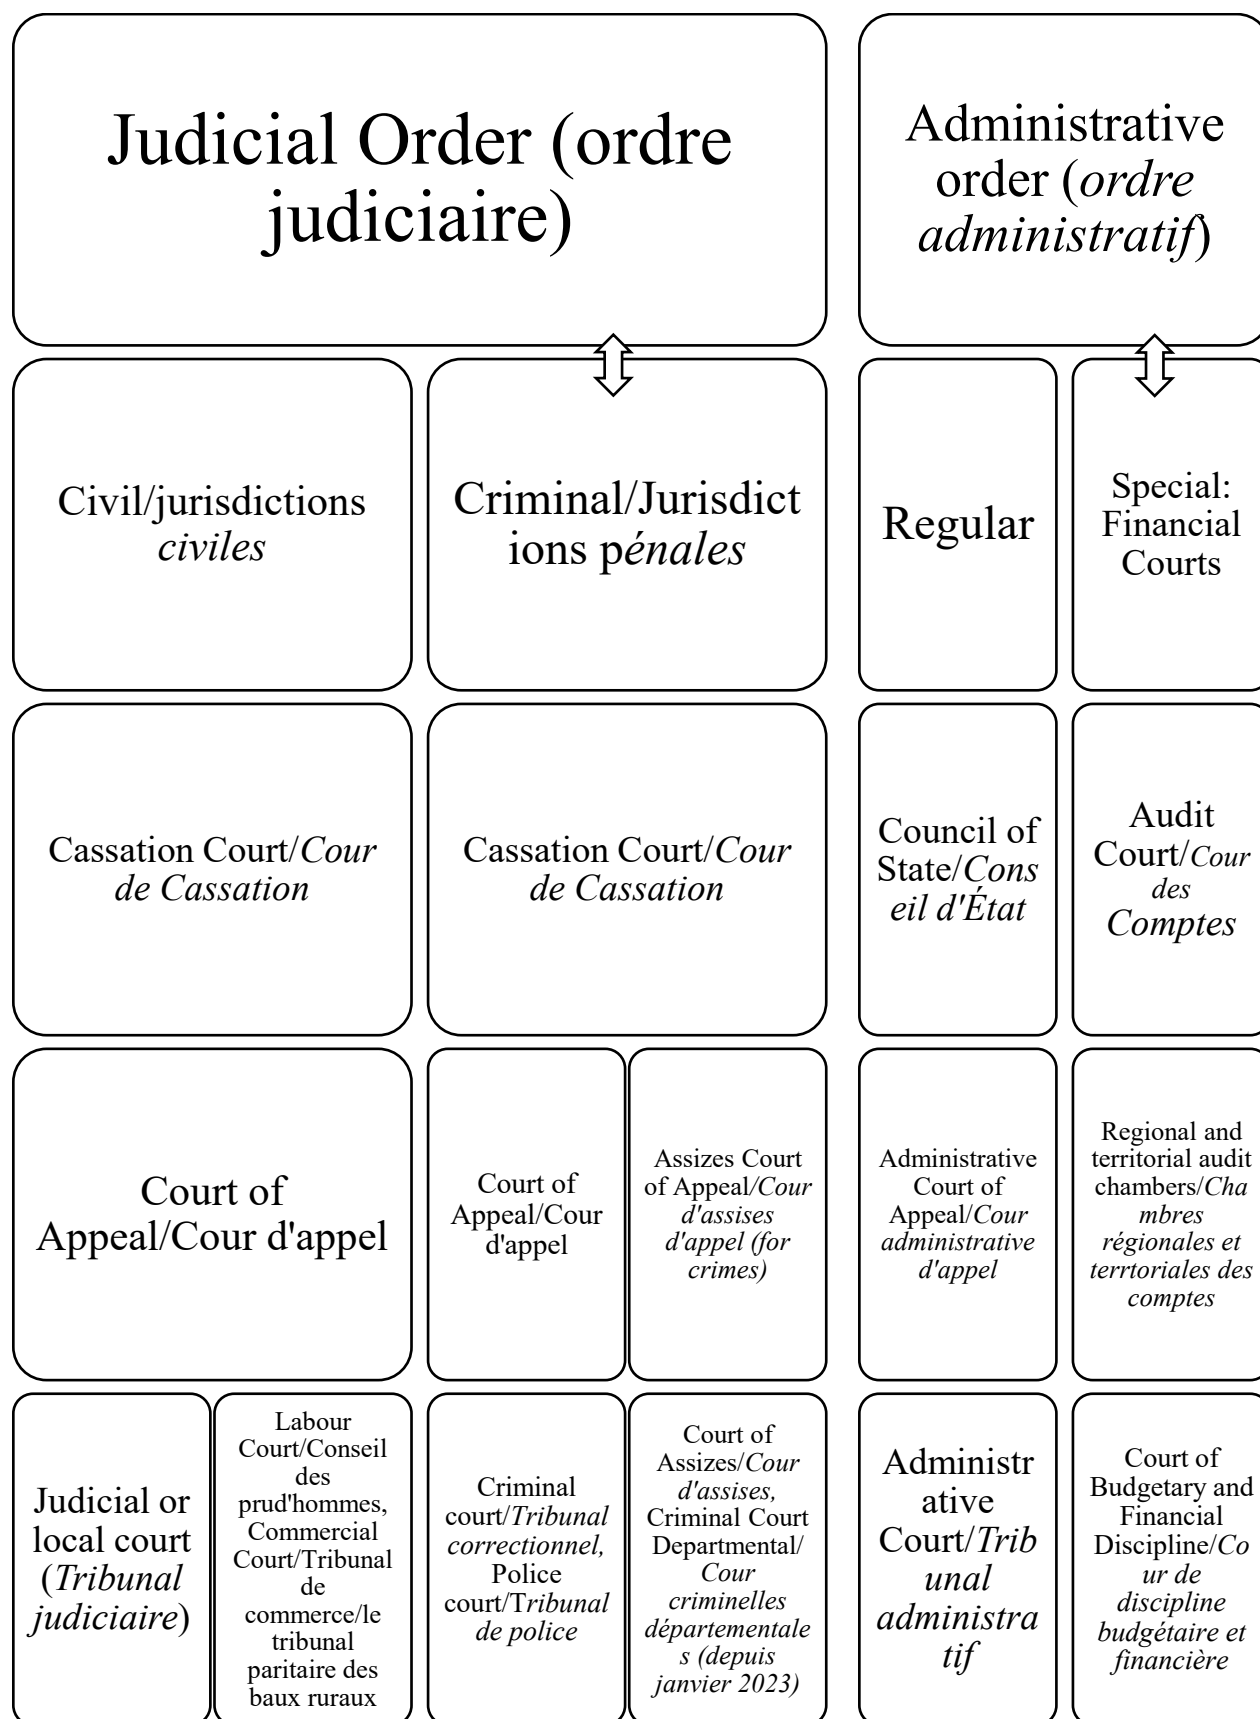 Judicial Order (ordre
judiciaire)
Administrative
order (ordre
administratif)
Civil/jurisdictions
civiles
Criminal/Jurisdict
ions pénales
Regular
Special:
Financial
Courts
Cassation Court/Cour
de Cassation
Cassation Court/Cour
de Cassation
Council of
State/Cons
eil d'État
Audit
Court/Cour
des
Comptes
Court of
Appeal/Cour d'appel
Court of
Appeal/Cour
d'appel
Assizes Court
of Appeal/Cour
d'assises
d'appel (for
crimes)
Administrative
Court of
Appeal/Cour
administrative
d'appel
Regional and
territorial audit
chambers/Cha
mbres
régionales et
terrtoriales des
comptes
Judicial or
local court
(Tribunal
judiciaire)
Labour
Court/Conseil
des
prud'hommes,
Commercial
Court/Tribunal
de
commerce/le
tribunal
paritaire des
baux ruraux
Criminal
court/Tribunal
correctionnel,
Police
court/Tribunal
de police
Court of
Assizes/Cour
d'assises,
Criminal Court
Departmental/
Cour
criminelles
départementale
s (depuis
janvier 2023)
Administr
ative
Court/Trib
unal
administra
tif
Court of
Budgetary and
Financial
Discipline/Co
ur de
discipline
budgétaire et
financière